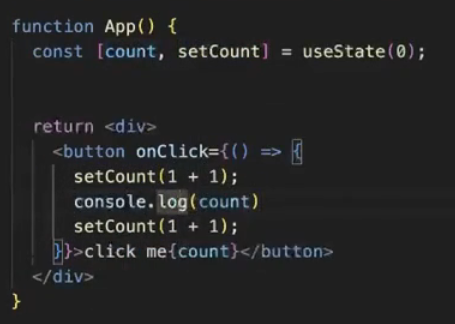 function App() {
const [count, setCount] = useState(0);
return <div>
<button onClick={() => {
setCount(1 + 1);
console.log(count)
setCount(1 + 1);
}}>click me{count}</button>
</div>
}